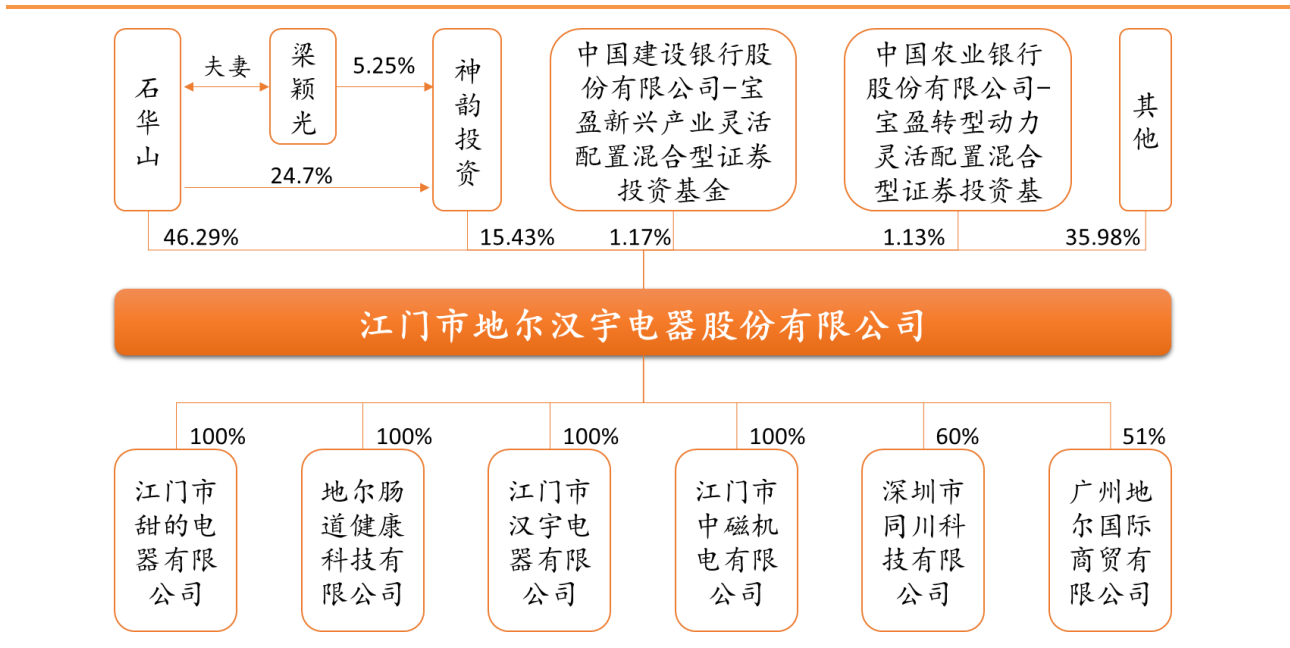 石华山
夫妻
梁颖光
5.25%
24.7%
神韵投资
中国建设银行股
份有限公司-宝
盈新兴产业灵活
配置混合型证券
投资基金
中国农业银行
股份有限公司-
宝盈转型动力
灵活配置混合
型证券投资基
其他
46.29%
15.43%
1.17%
1.13%
35.98%
江门市地尔汉宇电器股份有限公司
100%
100%
100%
100%
60%
51%
江门市
甜的电
器有限
公司
地尔肠
道健康
科技有
限公司
江门市
汉宇电
器有限
公司
江门市
中磁机
电有限
公司
深圳市
同川科
技有限
公司
广州地
尔国际
商贸有
限公司